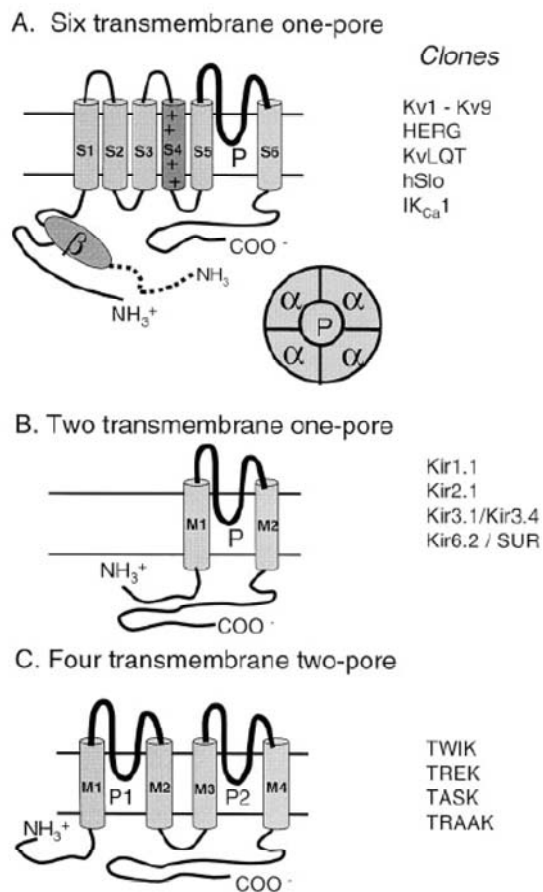 A. Six transmembrane one-pore
Clones
Kv1 - Kv9
HERG
KvLQT
hSlo
IKCa1
S1 S2 S3 S4 S5 P S6
+ + + +
β
COO -
NH3
NH3+
α α
P
α α
B. Two transmembrane one-pore
Kir1.1
Kir2.1
Kir3.1/Kir3.4
Kir6.2 / SUR
M1 P M2
NH3+
COO -
C. Four transmembrane two-pore
TWIK
TREK
TASK
TRAAK
M1 P1 M2 M3 P2 M4
NH3+
COO -